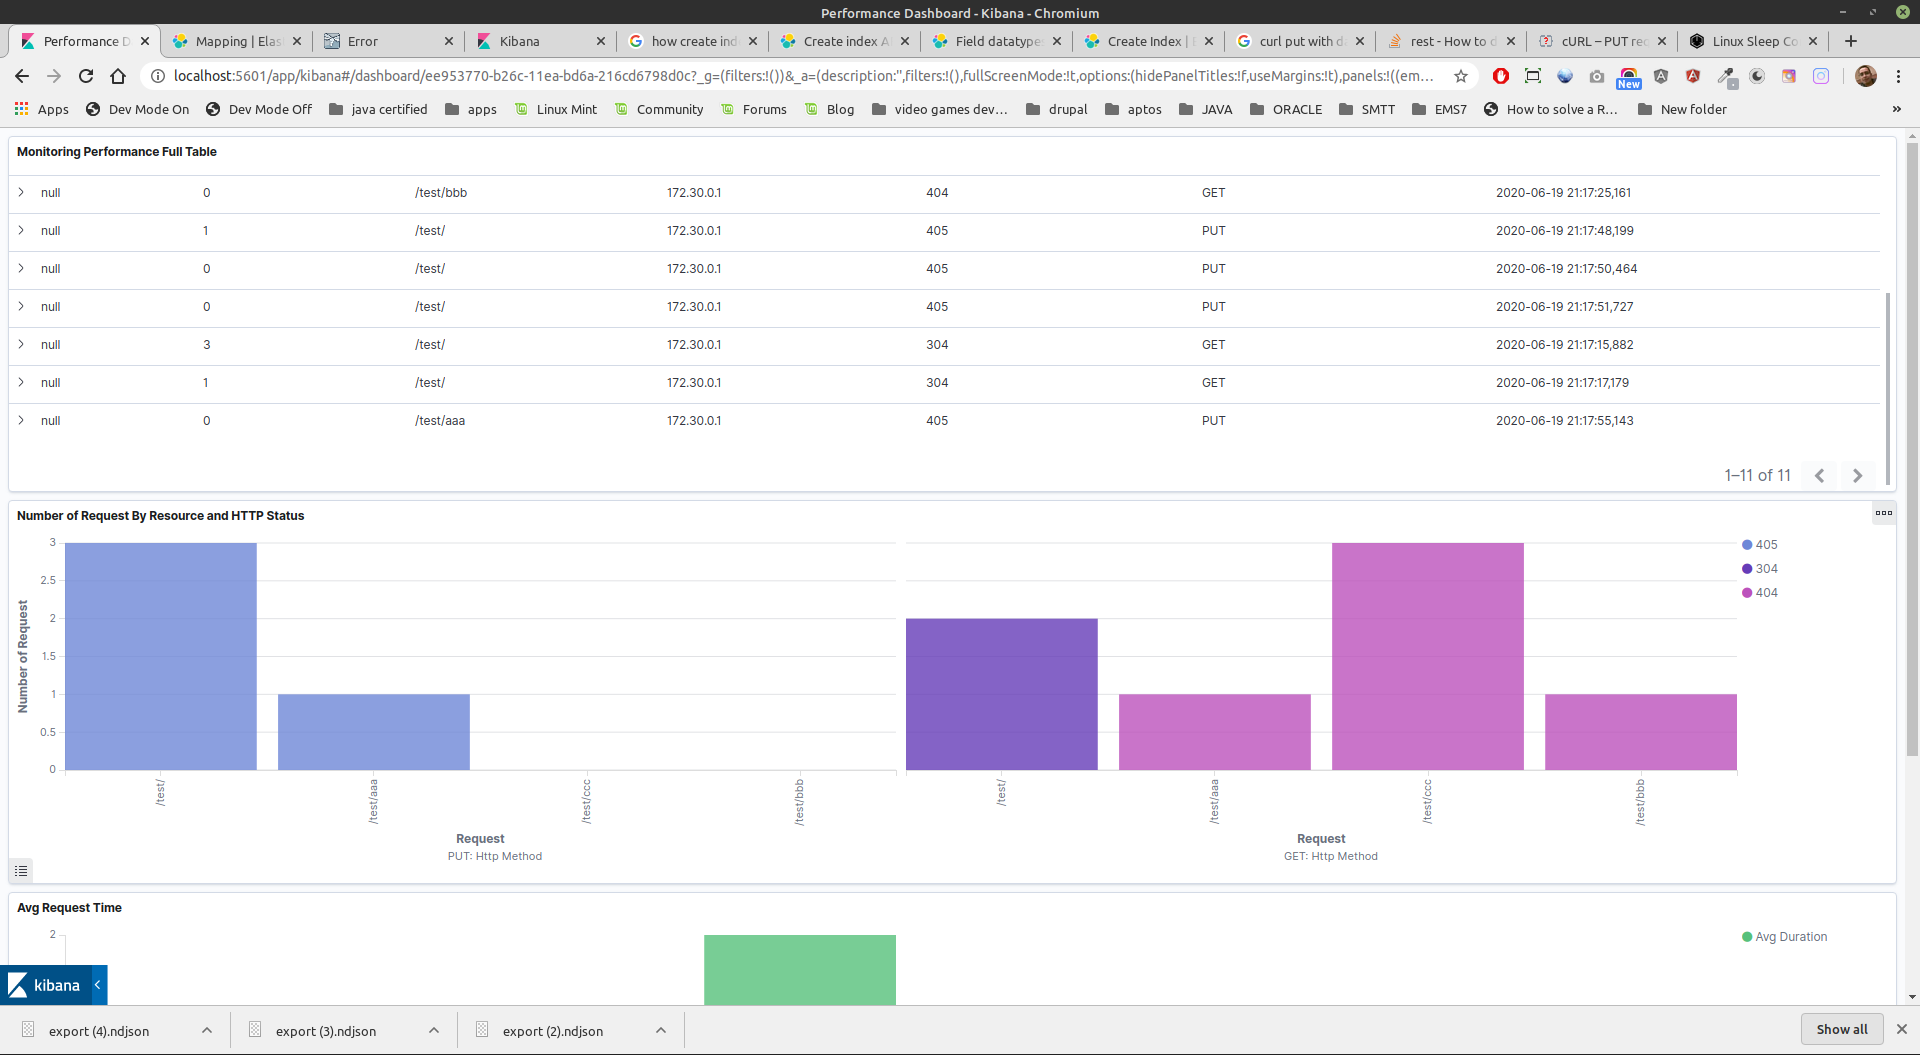 Performance Dashboard - Kibana - Chromium
Performance D
Mapping | Elas
Error
Kibana
how create ind
Create index A
Field datatype
Create Index | E
curl put with d
rest - How to d
cURL – PUT rec
Linux Sleep Co
localhost:5601/app/kibana#/dashboard/ee953770-b26c-11ea-bd6a-216cd6798d0c?_g=(filters:!())&_a=(description:'',filters:!(),fullScreenMode:!t,options:(hidePanelTitles:!f,useMargins:!t),panels:!((em...
New
Apps
Dev Mode On
Dev Mode Off
java certified
apps
Linux Mint
Community
Forums
Blog
video games dev...
drupal
aptos
JAVA
ORACLE
SMTT
EMS7
How to solve a R...
New folder
»
Monitoring Performance Full Table
null 0 /test/bbb 172.30.0.1 404 GET 2020-06-19 21:17:25,161
null 1 /test/ 172.30.0.1 405 PUT 2020-06-19 21:17:48,199
null 0 /test/ 172.30.0.1 405 PUT 2020-06-19 21:17:50,464
null 0 /test/ 172.30.0.1 405 PUT 2020-06-19 21:17:51,727
null 3 /test/ 172.30.0.1 304 GET 2020-06-19 21:17:15,882
null 1 /test/ 172.30.0.1 304 GET 2020-06-19 21:17:17,179
null 0 /test/aaa 172.30.0.1 405 PUT 2020-06-19 21:17:55,143
1–11 of 11
Number of Request By Resource and HTTP Status
Number of Request
3
2.5
2
1.5
1
0.5
0
/test/
/test/aaa
/test/ccc
/test/bbb
Request
PUT: Http Method
/test/
/test/aaa
/test/ccc
/test/bbb
Request
GET: Http Method
405
304
404
Avg Request Time
2
Avg Duration
kibana
export (4).ndjson
export (3).ndjson
export (2).ndjson
Show all